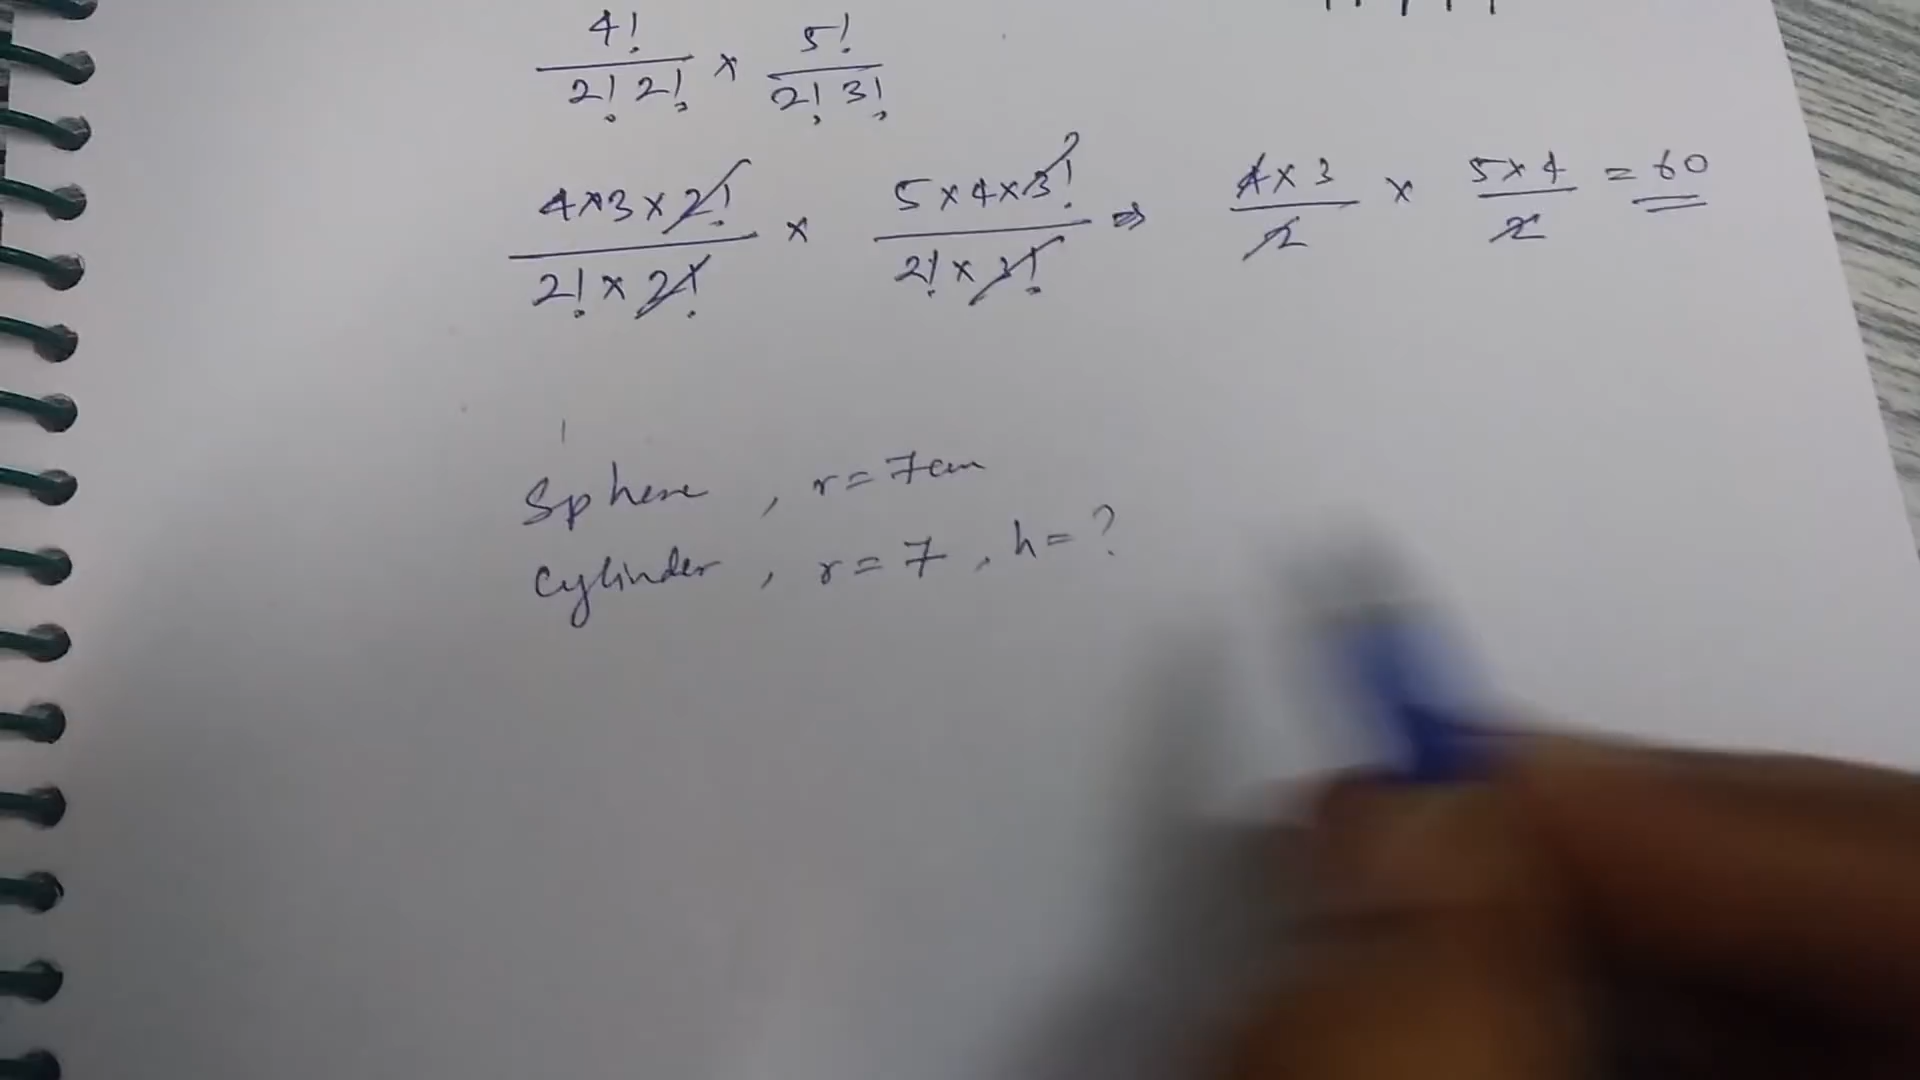 4! / 2! 2! × 5! / 2! 3!
4×3×2! / 2!×2! × 5×4×3! / 2!×3! ⇒ 4×3 / 2 × 5×4 / 2 = 60
Sphere , r=7cm
Cylinder , r=7 , h=?